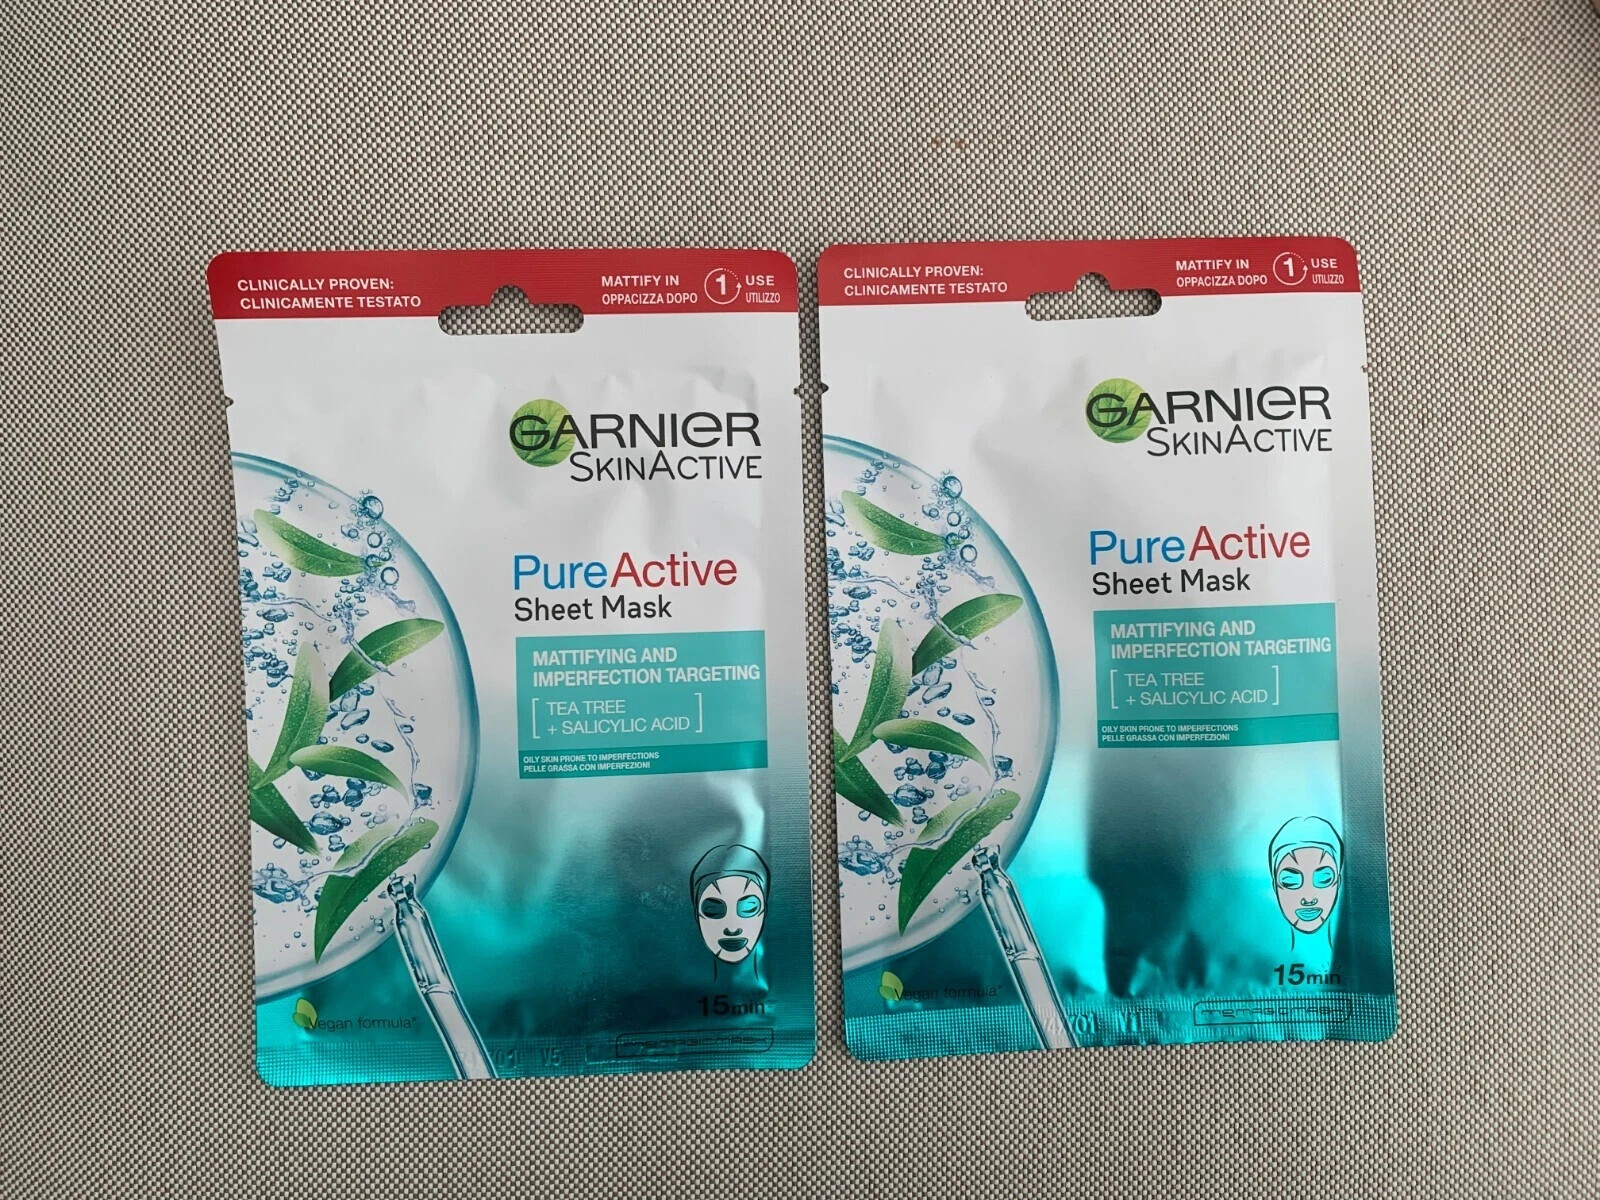 CLINICALLY PROVEN:
CLINICAMENTE TESTATO
MATTIFY IN
OPPACIZZA DOPO
1
USE
UTILIZZO
GARNIER
SKINACTIVE
PureActive
Sheet Mask
MATTIFYING AND
IMPERFECTION TARGETING
[ TEA TREE
+ SALICYLIC ACID ]
OILY SKIN PRONE TO IMPERFECTIONS
PELLE GRASSA CON IMPERFEZIONI
15min
Vegan formula*
V5
CLINICALLY PROVEN:
CLINICAMENTE TESTATO
MATTIFY IN
OPPACIZZA DOPO
1
USE
UTILIZZO
GARNIER
SKINACTIVE
PureActive
Sheet Mask
MATTIFYING AND
IMPERFECTION TARGETING
[ TEA TREE
+ SALICYLIC ACID ]
OILY SKIN PRONE TO IMPERFECTIONS
PELLE GRASSA CON IMPERFEZIONI
15min
Vegan formula*
V1